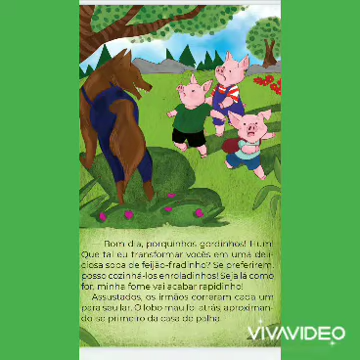 — Bom dia, porquinhos gordinhos! Hum!
Que tal eu transformar vocês em uma deli-
ciosa sopa de feijão-fradinho? Se preferirem,
posso cozinhá-los enroladinhos! Seja lá como
for, minha fome vai acabar rapidinho!
Assustados, os irmãos correram cada um
para seu lar. O lobo mau foi atrás, aproximan-
do-se primeiro da casa de palha.
VIVAVIDEO